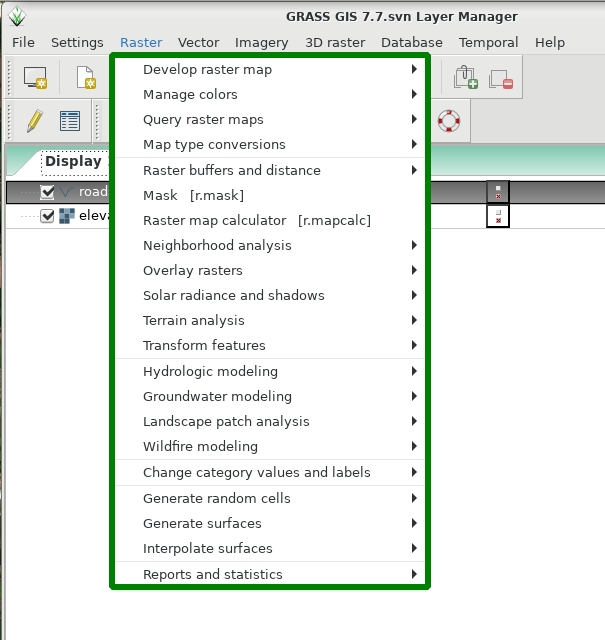 GRASS GIS 7.7.svn Layer Manager
File Settings Raster Vector Imagery 3D raster Database Temporal Help
Develop raster map
Manage colors
Query raster maps
Map type conversions
Display
Raster buffers and distance
road
Mask [r.mask]
elev
Raster map calculator [r.mapcalc]
Neighborhood analysis
Overlay rasters
Solar radiance and shadows
Terrain analysis
Transform features
Hydrologic modeling
Groundwater modeling
Landscape patch analysis
Wildfire modeling
Change category values and labels
Generate random cells
Generate surfaces
Interpolate surfaces
Reports and statistics